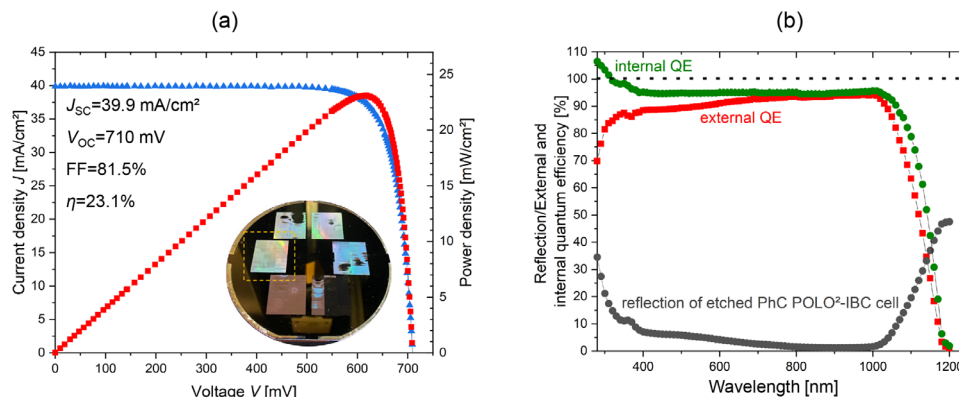 (a)
Current density J [mA/cm²]
45
40
35
30
25
20
15
10
5
0
J_SC=39.9 mA/cm²
V_OC=710 mV
FF=81.5%
η=23.1%
25
20
15
10
5
0
Power density [mW/cm²]
0 100 200 300 400 500 600 700
Voltage V [mV]
(b)
Reflection/External and
internal quantum efficiency [%]
110
100
90
80
70
60
50
40
30
20
10
0
internal QE
external QE
reflection of etched PhC POLO²-IBC cell
400 600 800 1000 1200
Wavelength [nm]